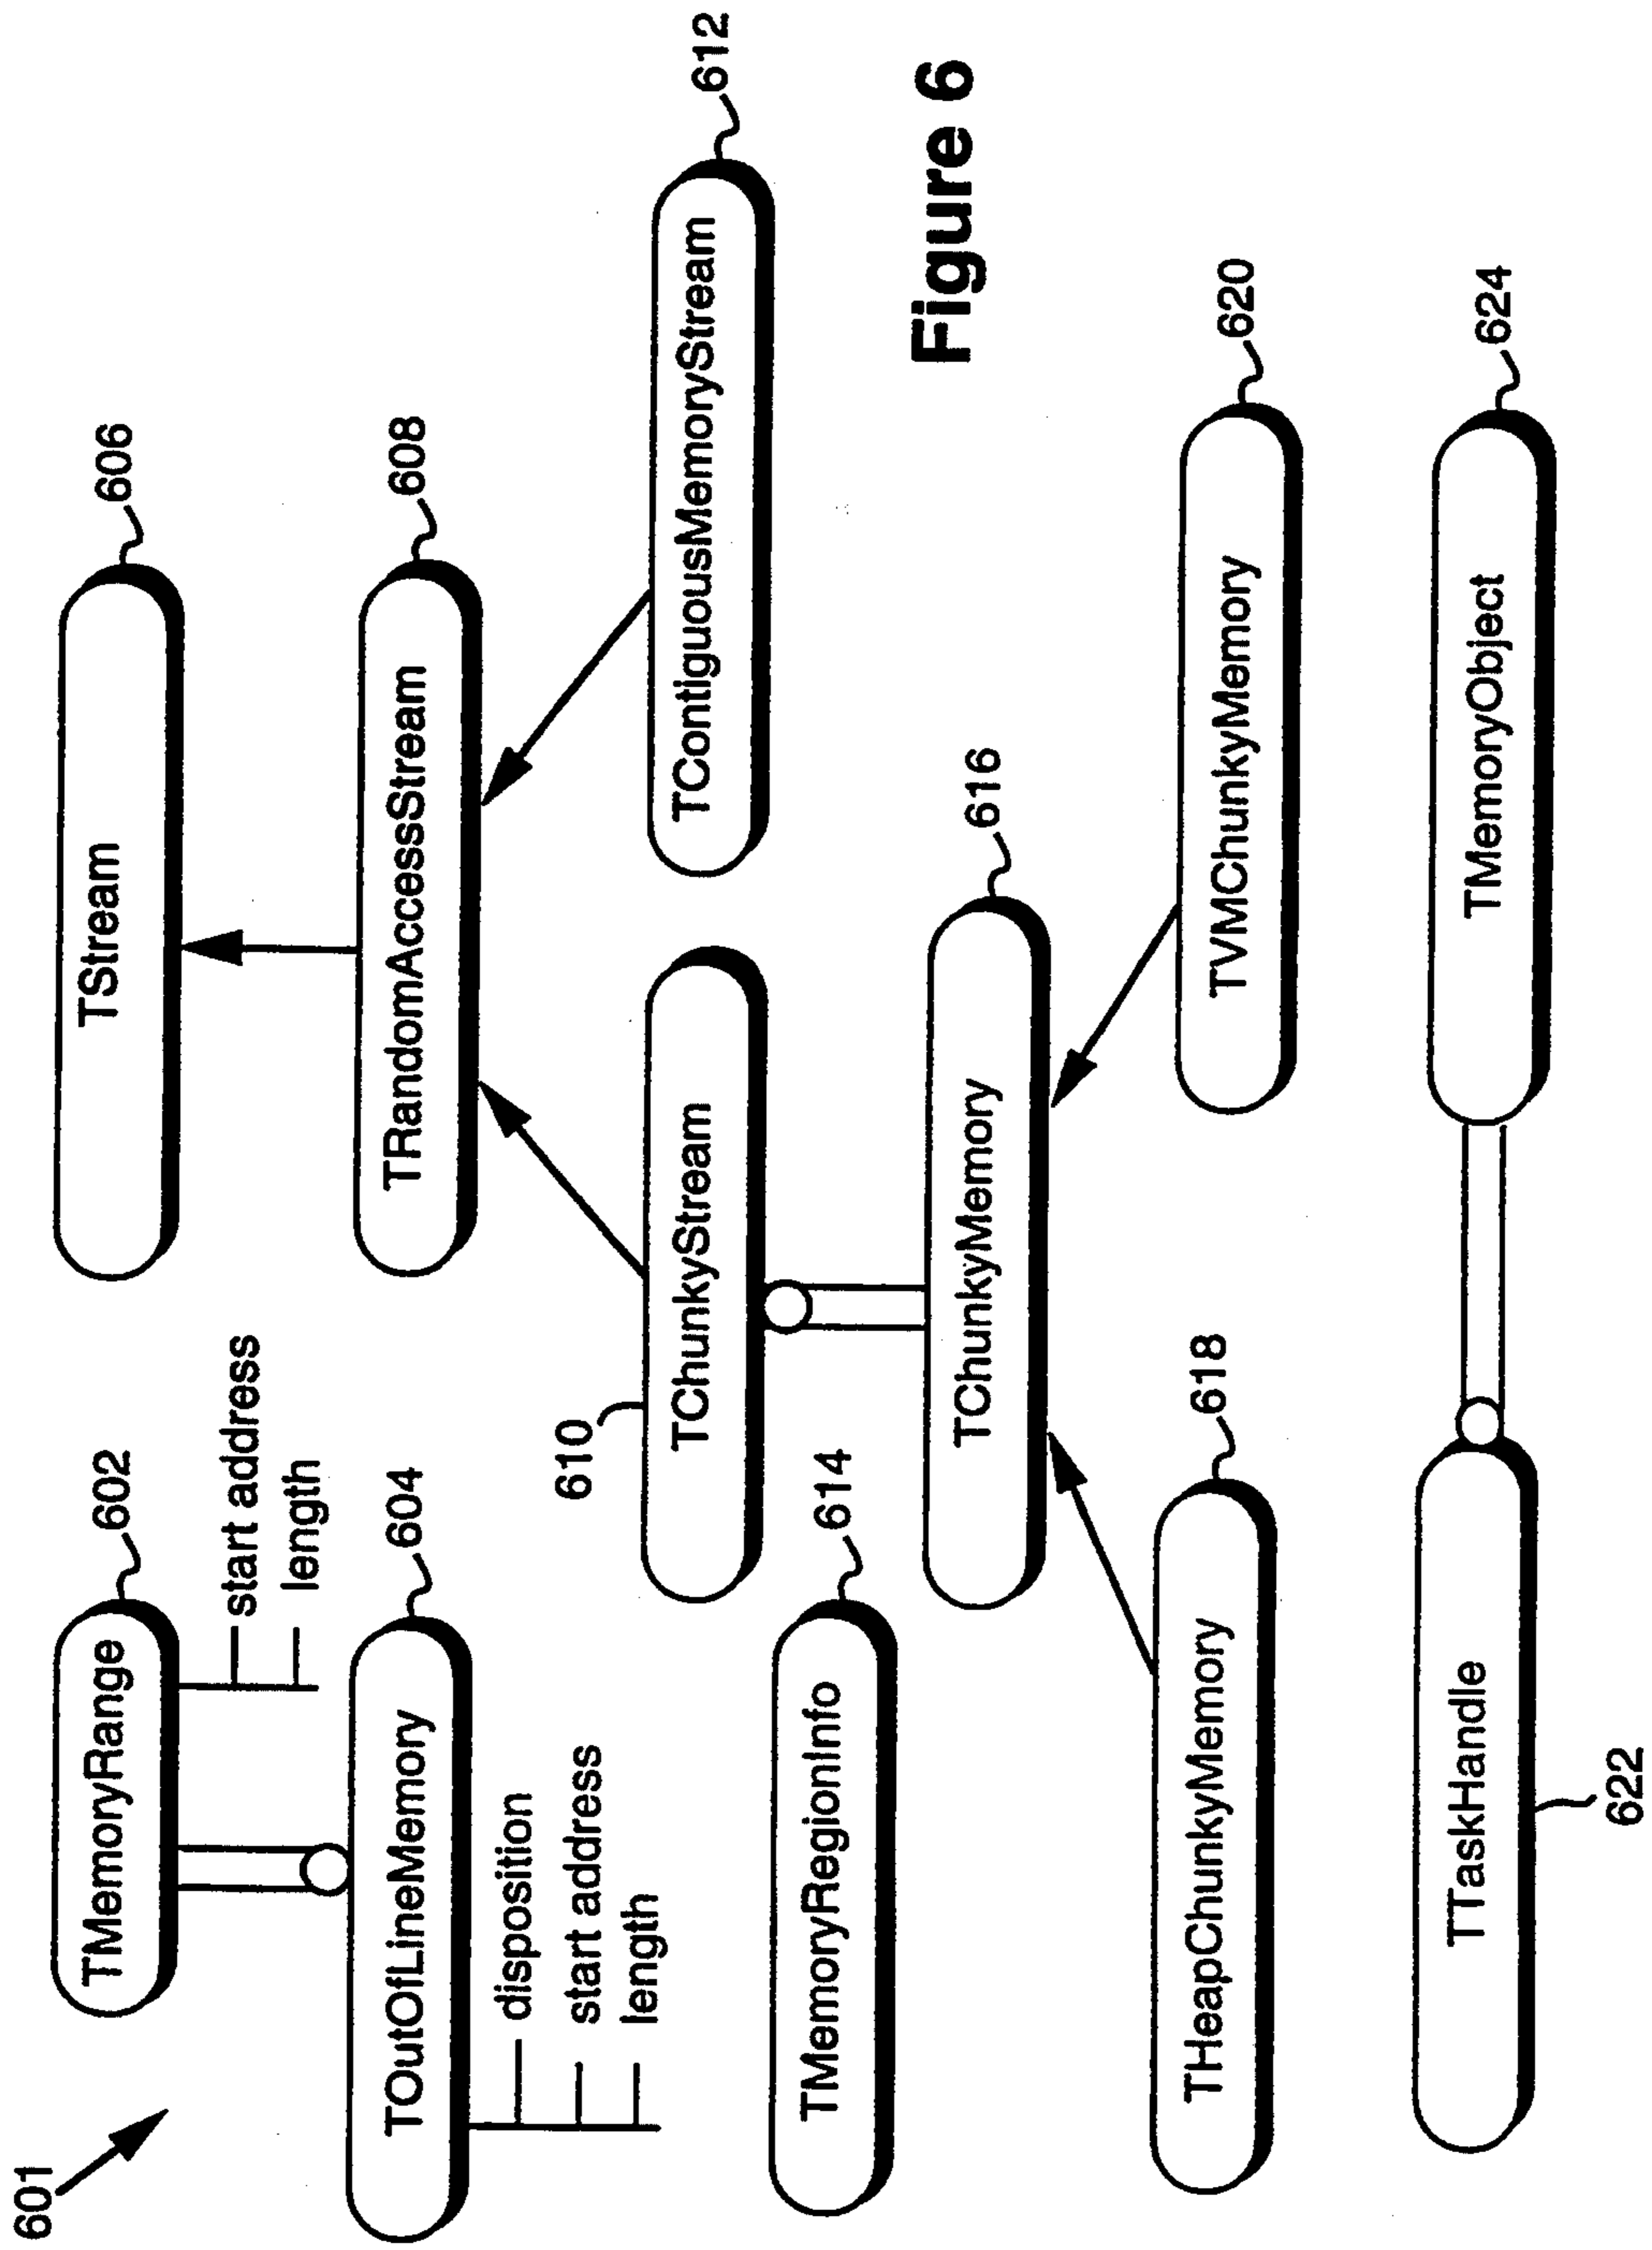 601
TMemoryRange
602
start address
length
TOutOfLineMemory
604
disposition
start address
length
TStream
606
TRandomAccessStream
608
610
TChunkyStream
TContiguousMemoryStream
612
TMemoryRegionInfo
614
TChunkyMemory
616
Figure 6
THeapChunkyMemory
618
TVMChunkyMemory
620
TTaskHandle
622
TMemoryObject
624